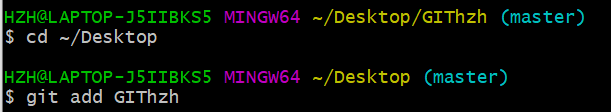 HZH@LAPTOP-J5IIBKS5 MINGW64 ~/Desktop/GIThzh (master)
$ cd ~/Desktop
HZH@LAPTOP-J5IIBKS5 MINGW64 ~/Desktop (master)
$ git add GIThzh